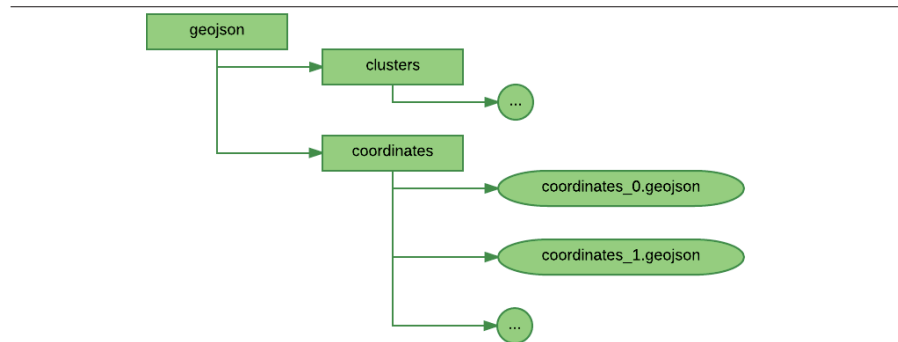 geojson
clusters
...
coordinates
coordinates_0.geojson
coordinates_1.geojson
...